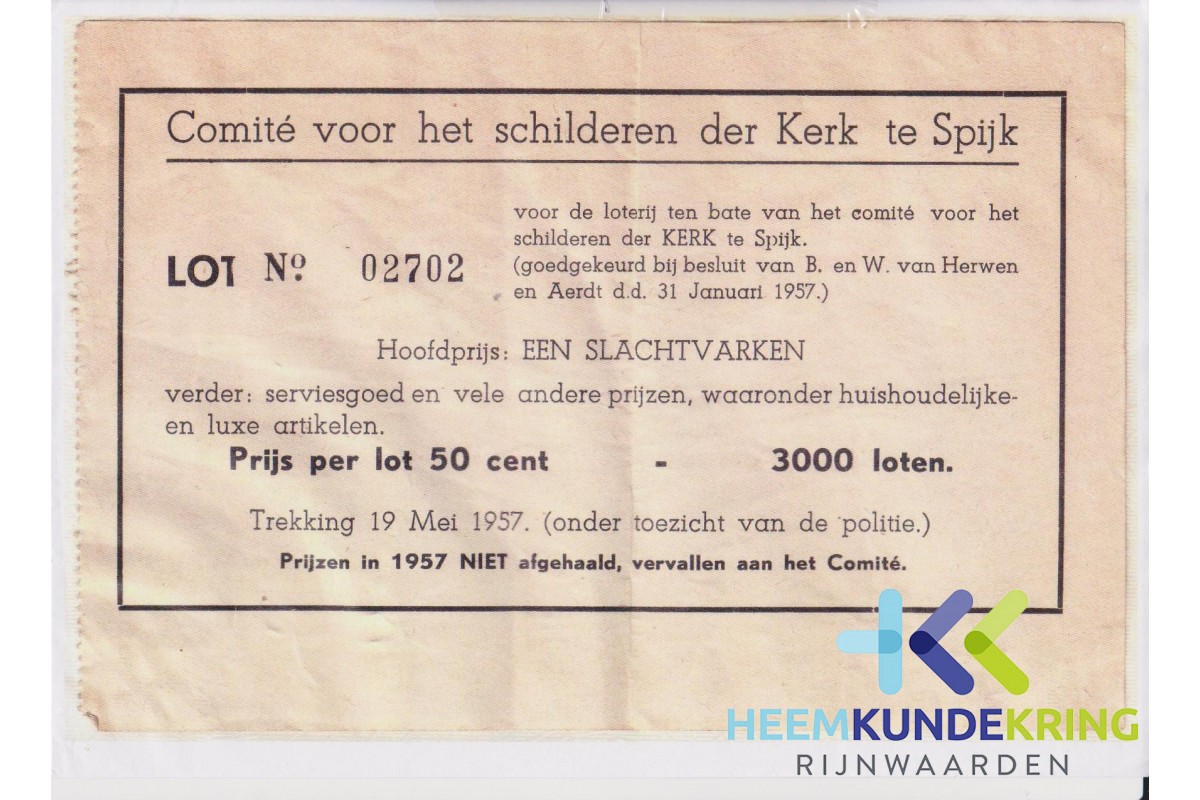 Comité voor het schilderen der Kerk te Spijk
voor de loterij ten bate van het comité voor het
schilderen der KERK te Spijk.
(goedgekeurd bij besluit van B. en W. van Herwen
en Aerdt d.d. 31 Januari 1957.)
LOT Nº. 02702
Hoofdprijs: EEN SLACHTVARKEN
verder: serviesgoed en vele andere prijzen, waaronder huishoudelijke-
en luxe artikelen.
Prijs per lot 50 cent - 3000 loten.
Trekking 19 Mei 1957. (onder toezicht van de politie.)
Prijzen in 1957 NIET afgehaald, vervallen aan het Comité.
HEEMKUNDEKRING
RIJNWAARDEN